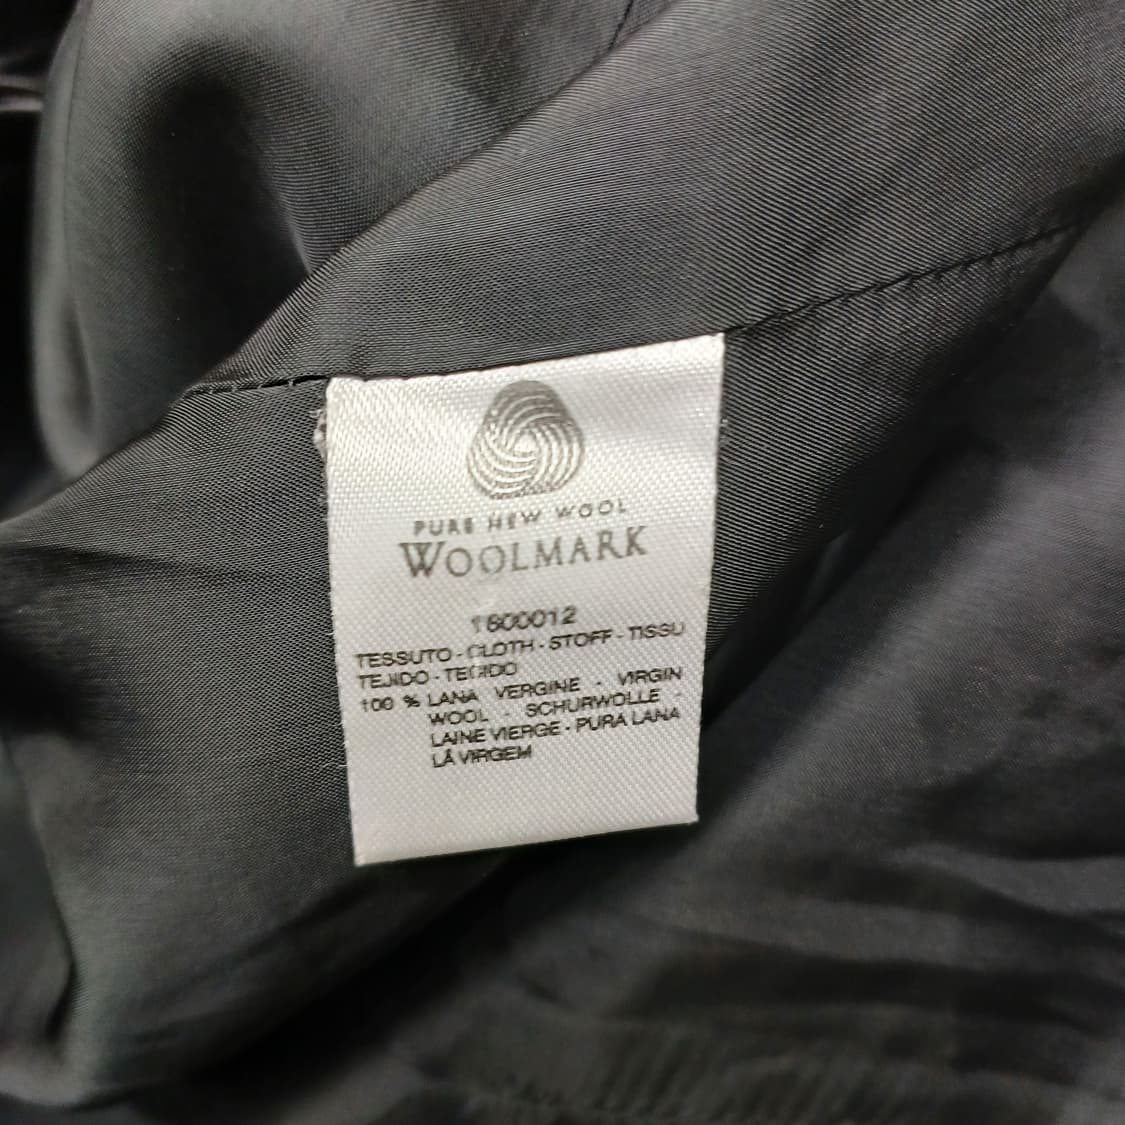 PURE NEW WOOL
WOOLMARK
1600012
TESSUTO - CLOTH - STOFF - TISSU
TEJIDO - TECIDO
100 % LANA VERGINE - VIRGIN
WOOL - SCHURWOLLE -
LAINE VIERGE - PURA LANA
LÃ VIRGEM